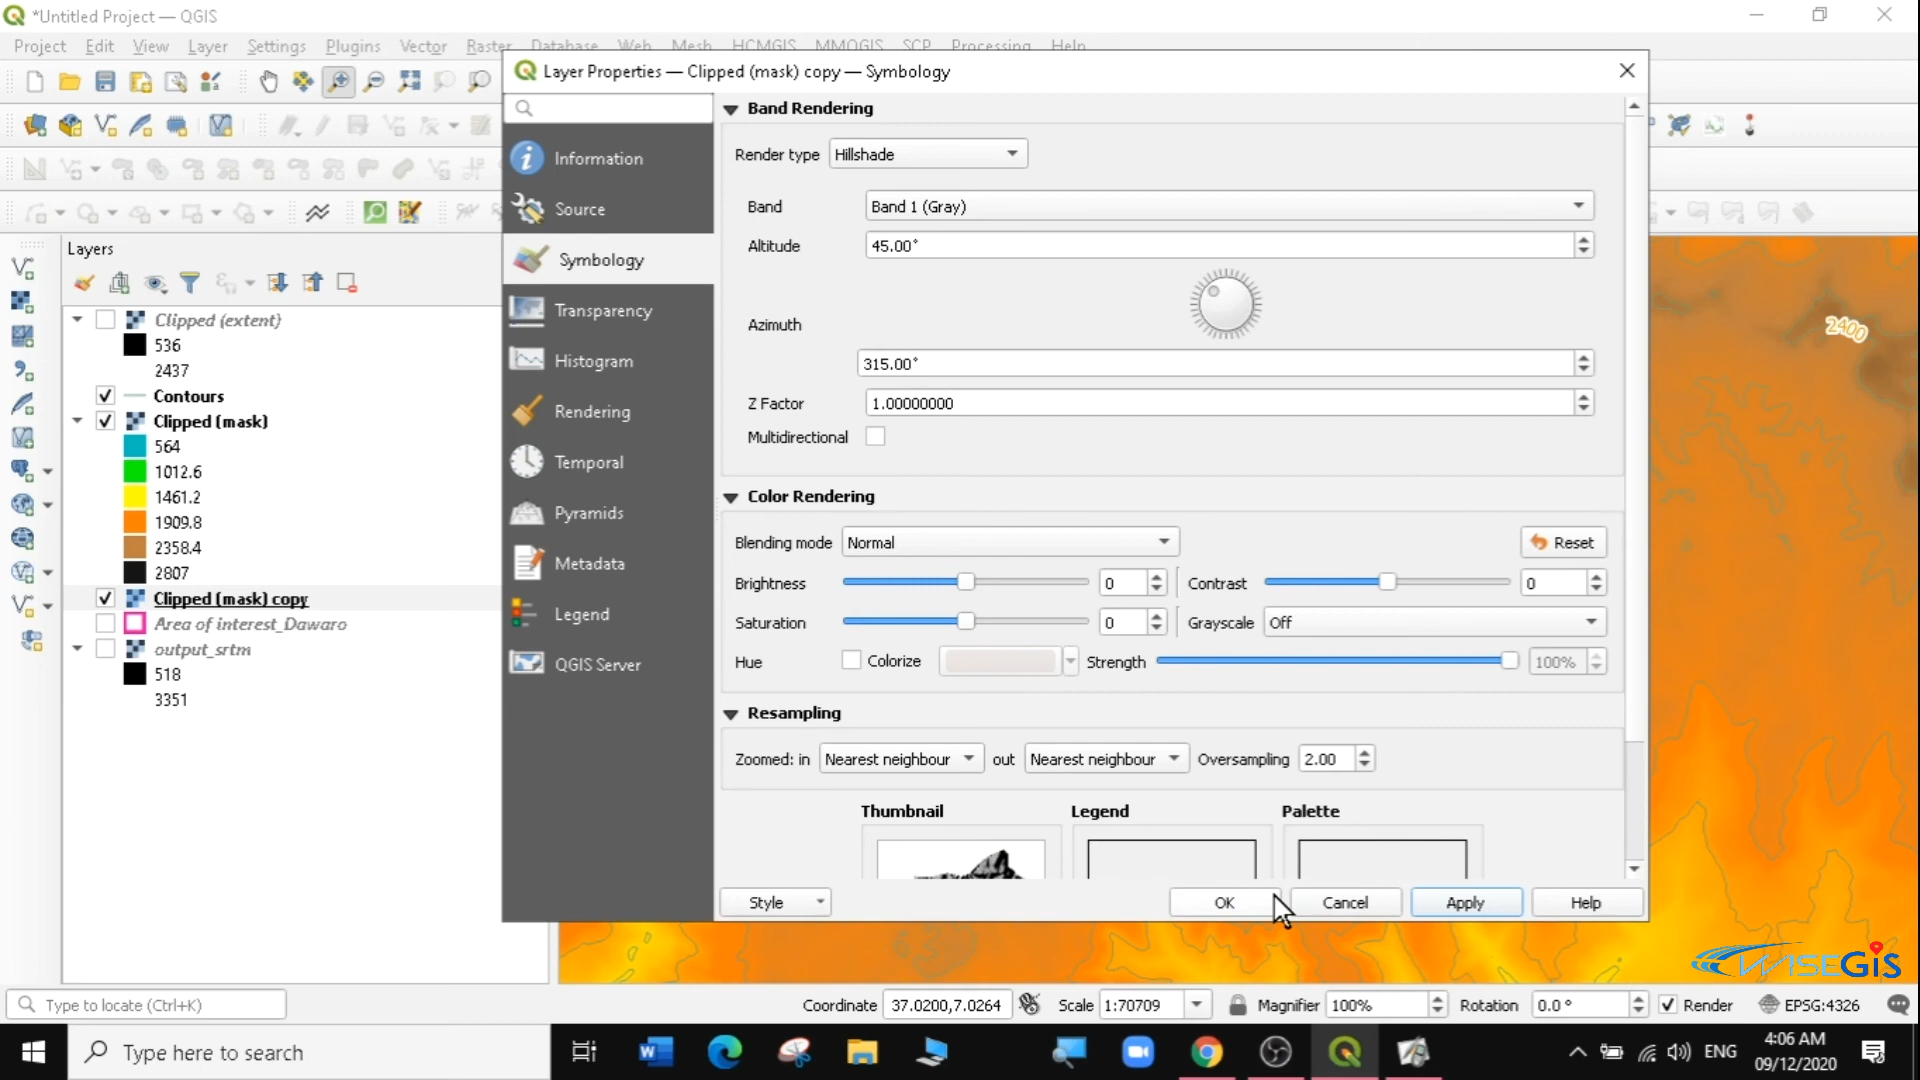 *Untitled Project — QGIS
Project Edit View Layer Settings Plugins Vector Raster Database Web Mesh HCMGIS MMQGIS SCP Processing Help
Layer Properties — Clipped (mask) copy — Symbology
Information
Source
Symbology
Transparency
Histogram
Rendering
Temporal
Pyramids
Metadata
Legend
QGIS Server
Band Rendering
Render type Hillshade
Band Band 1 (Gray)
Altitude 45.00°
Azimuth
315.00°
Z Factor 1.00000000
Multidirectional
Color Rendering
Blending mode Normal Reset
Brightness 0 Contrast 0
Saturation 0 Grayscale Off
Hue Colorize Strength 100%
Resampling
Zoomed: in Nearest neighbour out Nearest neighbour Oversampling 2.00
Thumbnail Legend Palette
Style OK Cancel Apply Help
Layers
Clipped (extent)
536
2437
Contours
Clipped (mask)
564
1012.6
1461.2
1909.8
2358.4
2807
Clipped (mask) copy
Area of interest_Dawaro
output_srtm
518
3351
2400
WISEGIS
Type to locate (Ctrl+K) Coordinate 37.0200,7.0264 Scale 1:70709 Magnifier 100% Rotation 0.0 ° Render EPSG:4326
Type here to search ENG 4:06 AM
09/12/2020